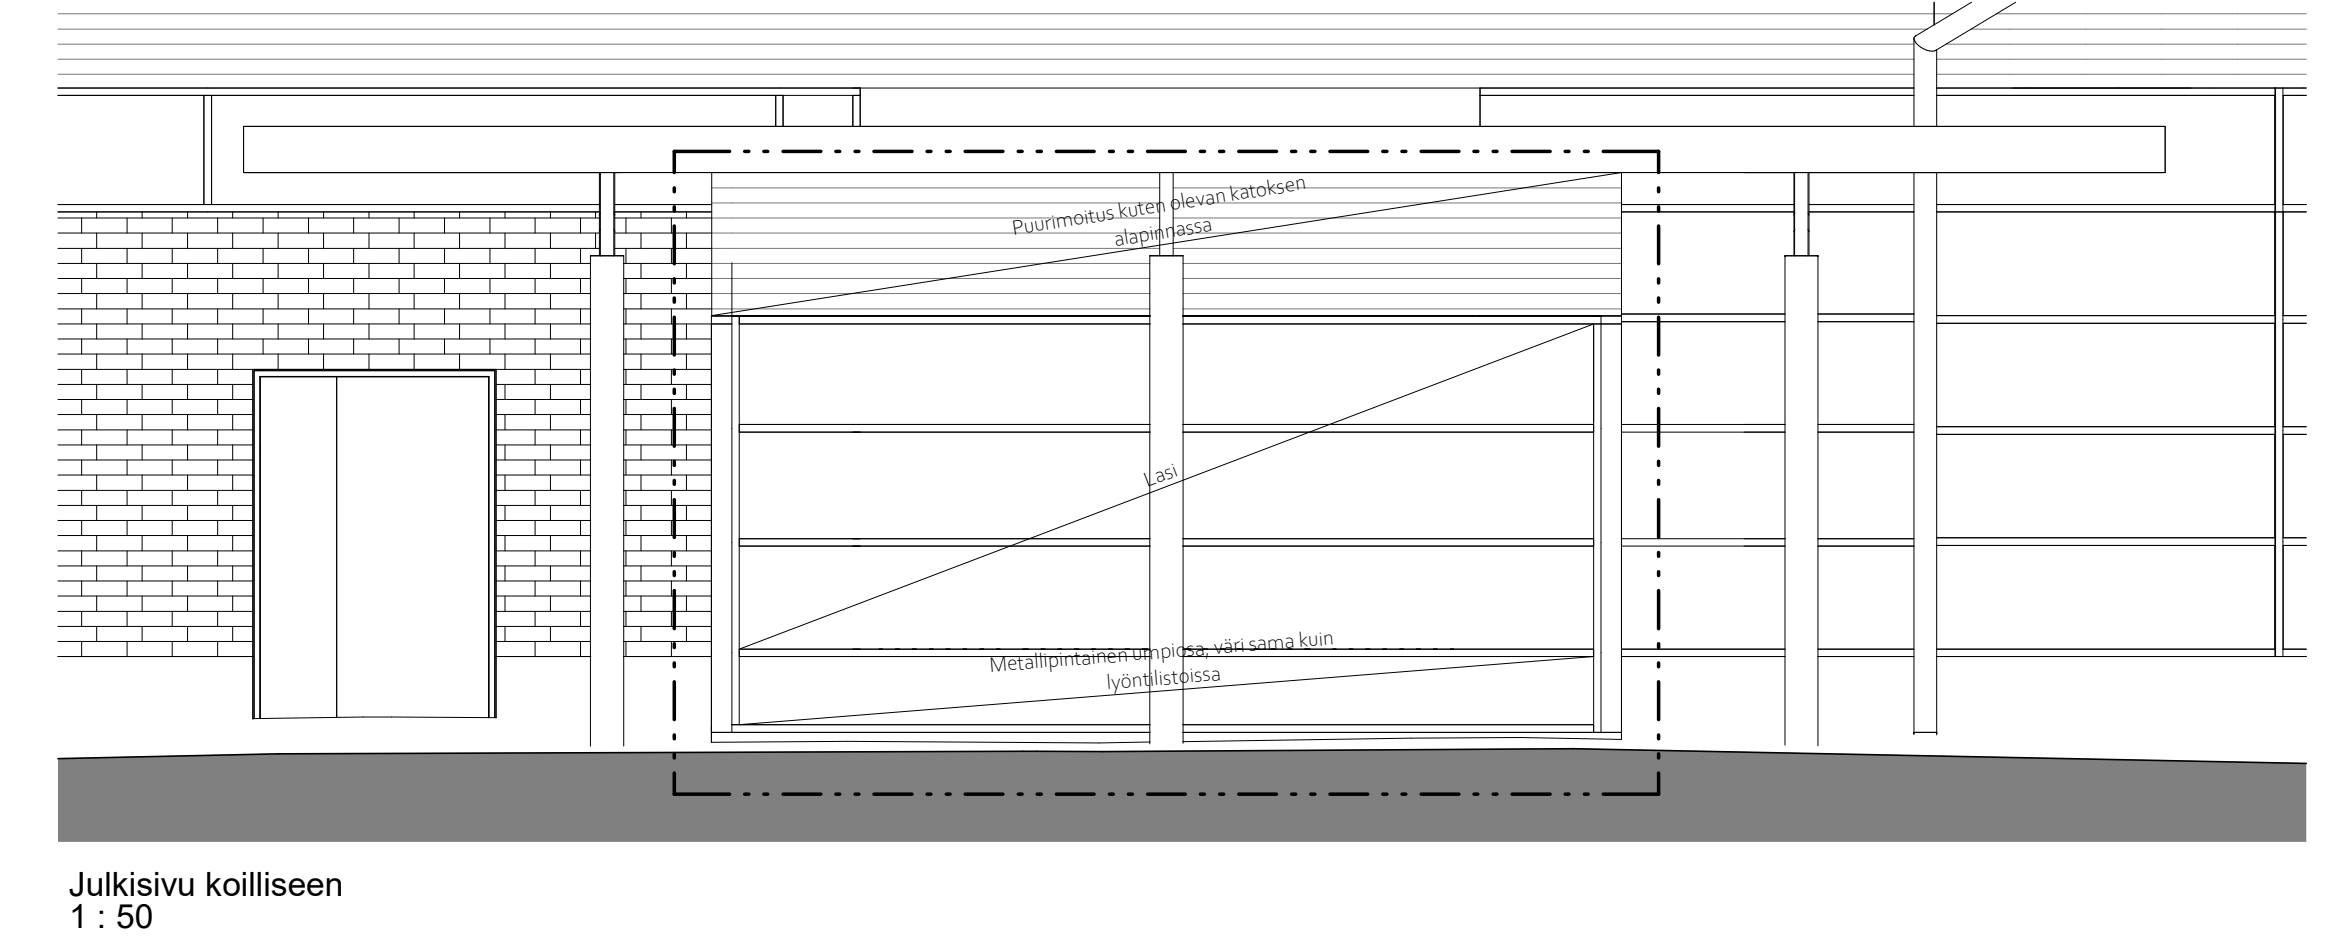 Puurimoitus kuten olevan katoksen
alapinnassa
Lasi
Metallipintainen umpiosa, väri sama kuin
lyöntilistoissa
Julkisivu koilliseen
1 : 50